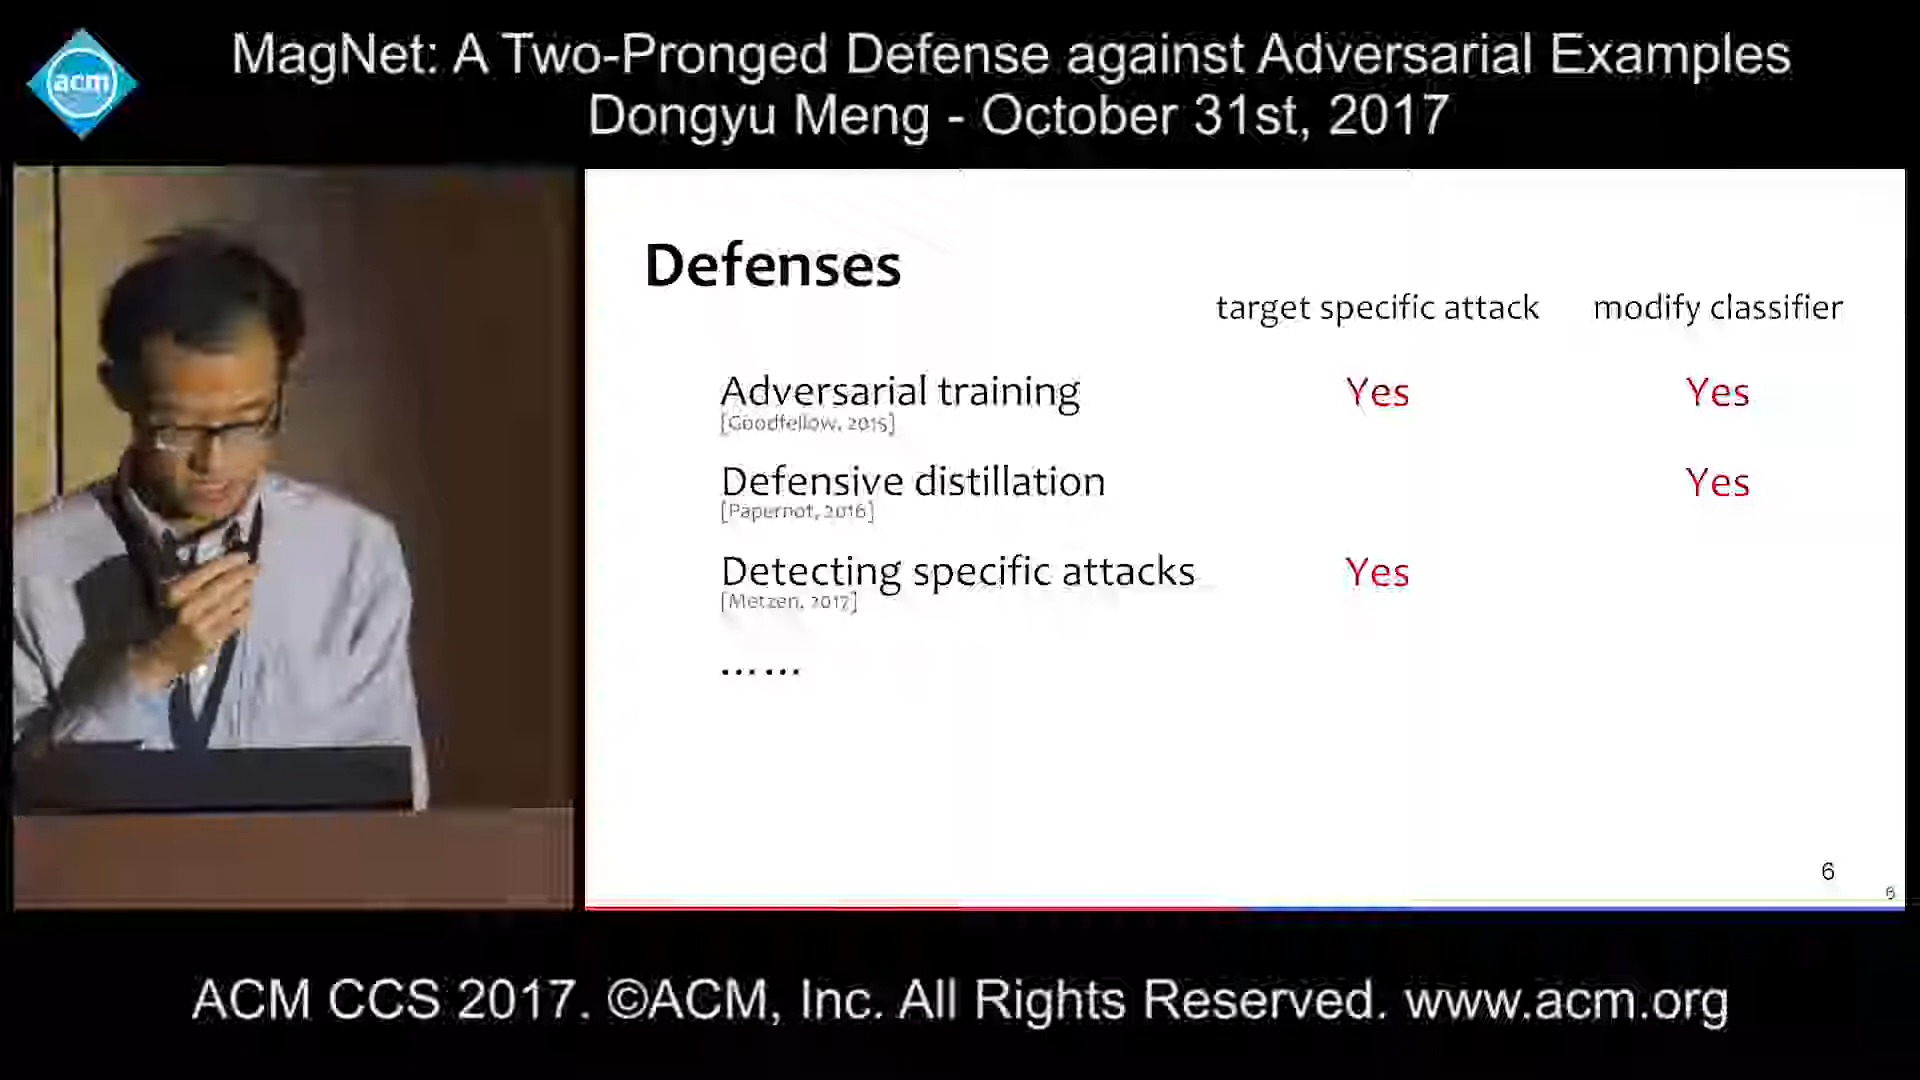 acm
MagNet: A Two-Pronged Defense against Adversarial Examples
Dongyu Meng - October 31st, 2017
Defenses
target specific attack modify classifier
Adversarial training Yes Yes
[Goodfellow, 2015]
Defensive distillation Yes
[Papernot, 2016]
Detecting specific attacks Yes
[Metzen, 2017]
......
6
6
ACM CCS 2017. ©ACM, Inc. All Rights Reserved. www.acm.org